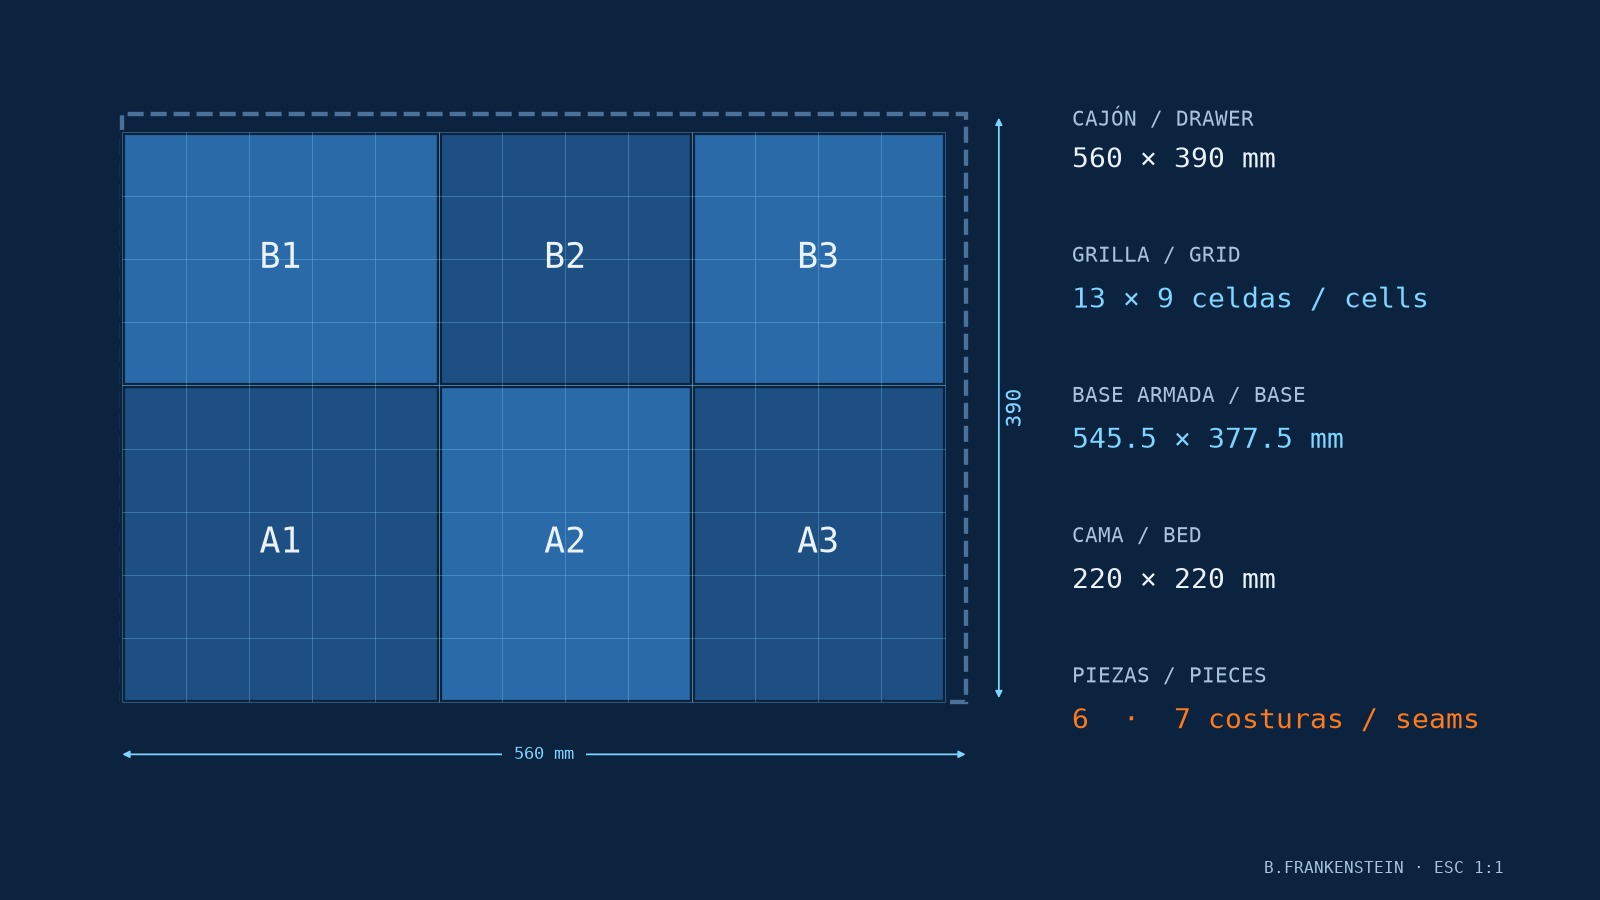 B1
B2
B3
A1
A2
A3
390
560 mm
CAJÓN / DRAWER
560 × 390 mm
GRILLA / GRID
13 × 9 celdas / cells
BASE ARMADA / BASE
545.5 × 377.5 mm
CAMA / BED
220 × 220 mm
PIEZAS / PIECES
6 · 7 costuras / seams
B.FRANKENSTEIN · ESC 1:1